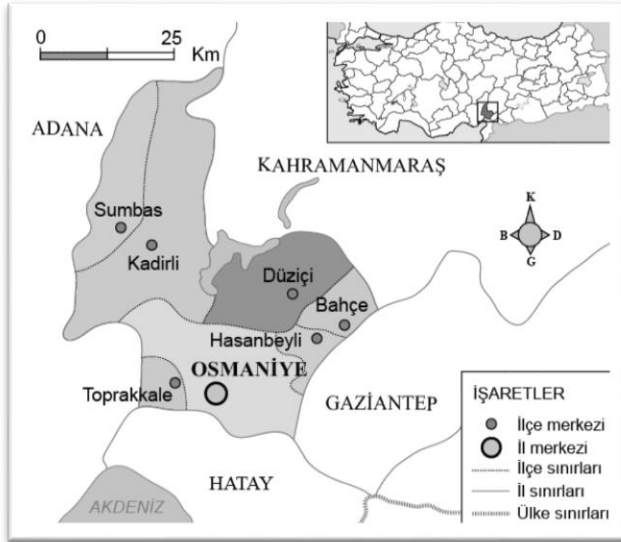 0 25
Km
ADANA
KAHRAMANMARAŞ
K
B D
G
Sumbas
Kadirli
Düziçi
Bahçe
Hasanbeyli
OSMANİYE
Toprakkale
GAZİANTEP
HATAY
AKDENİZ
İŞARETLER
İlçe merkezi
İl merkezi
İlçe sınırları
İl sınırları
Ülke sınırları